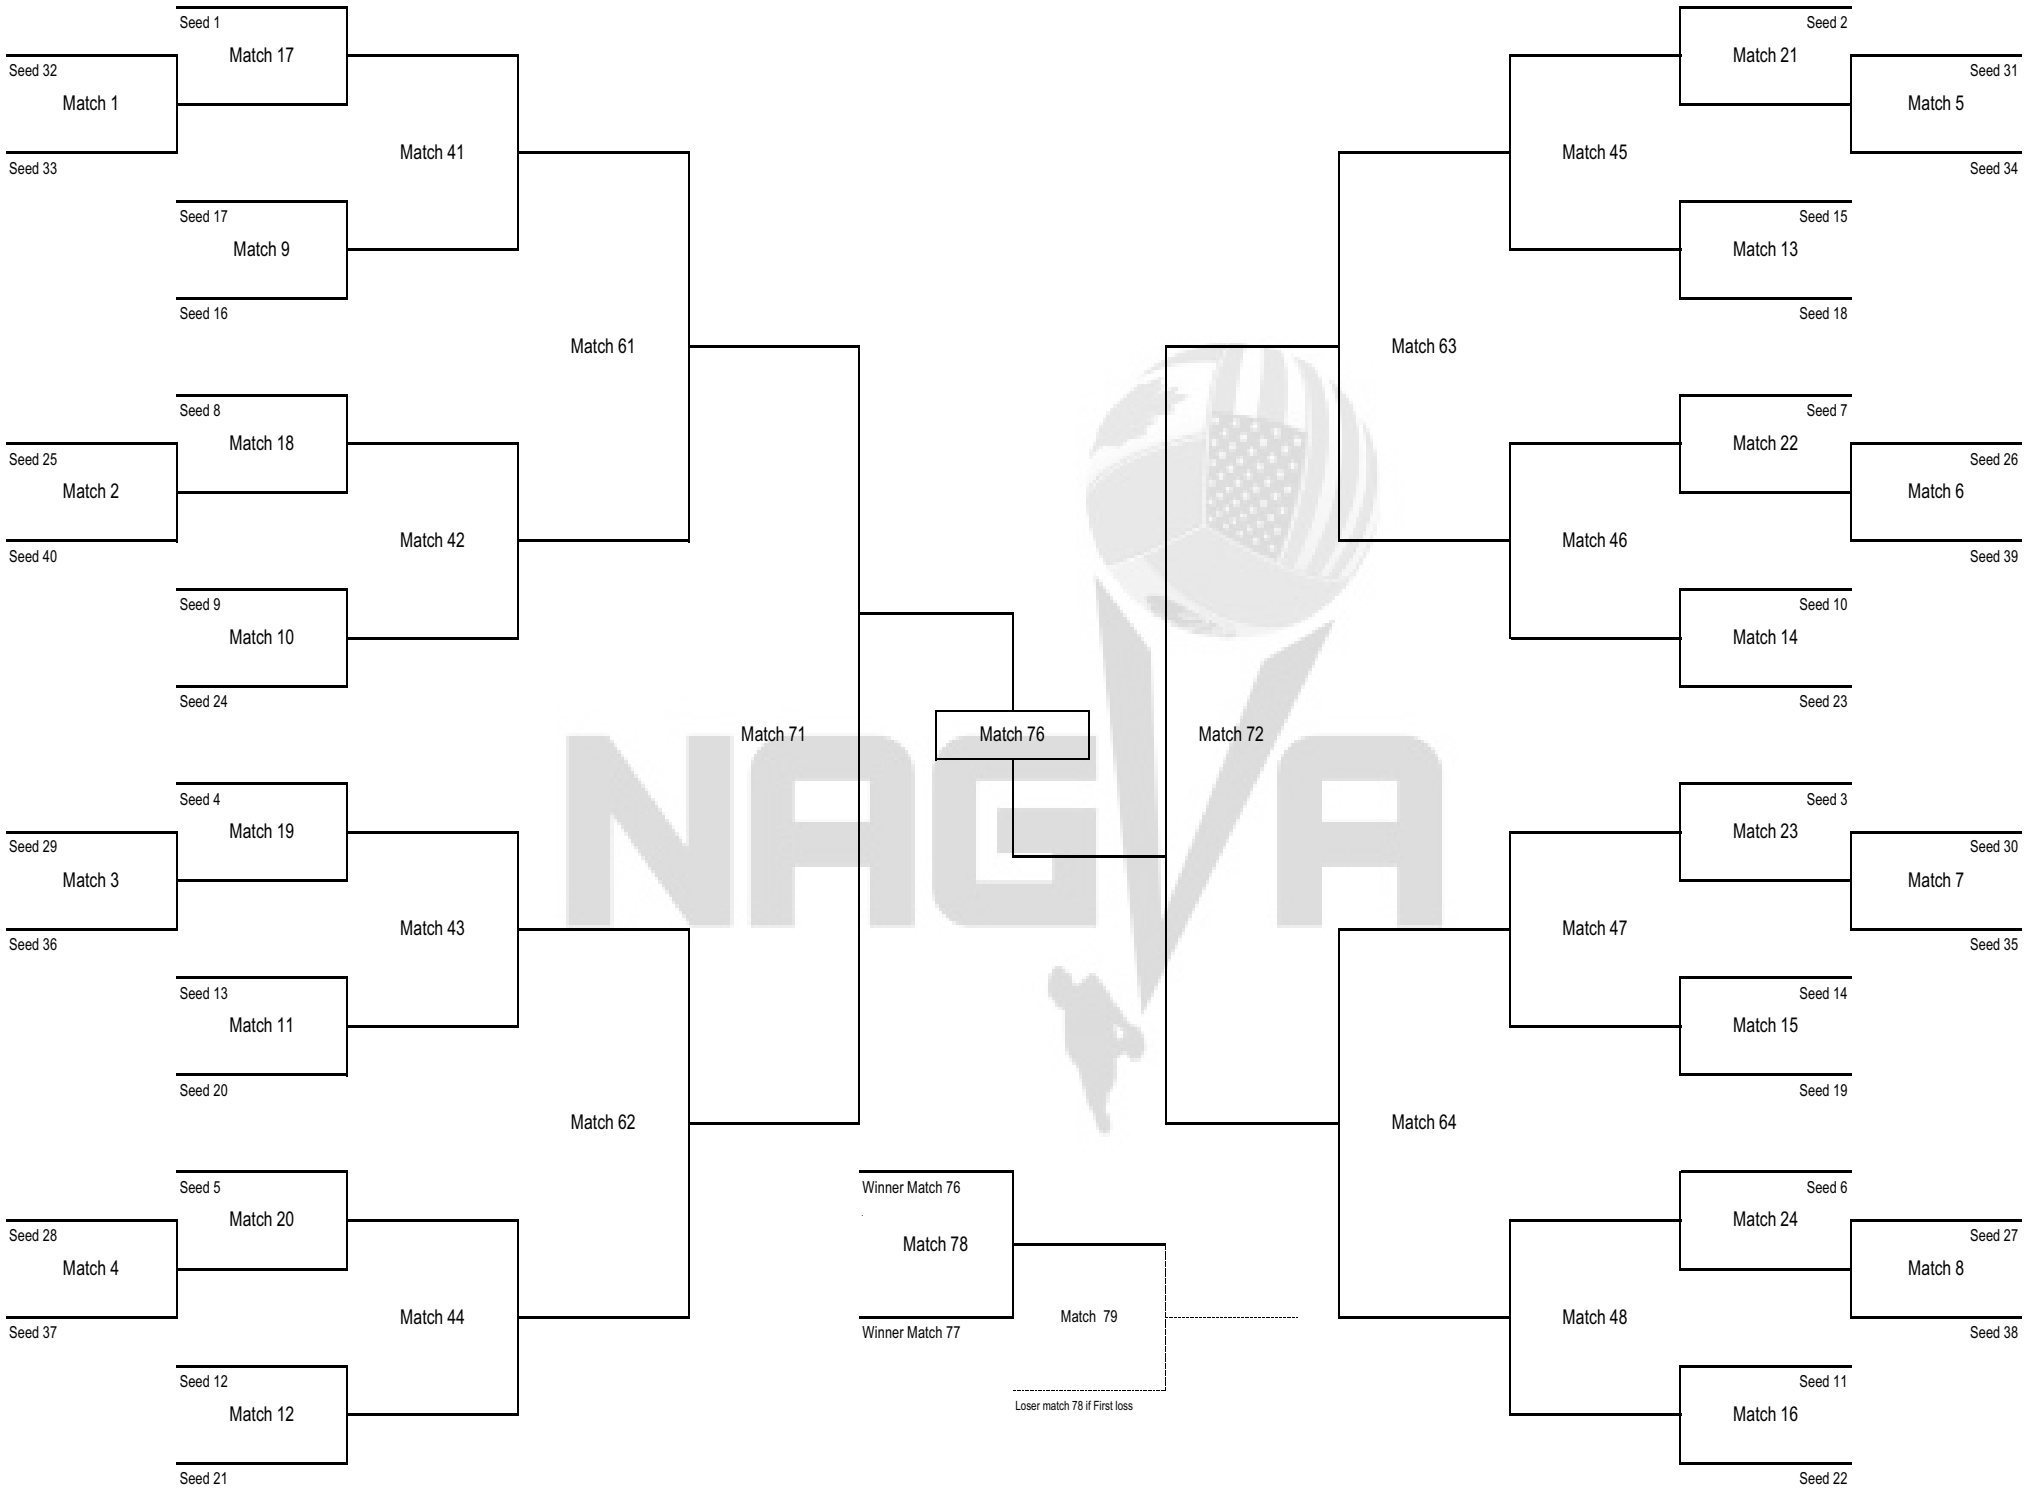 Seed 1
Match 17
Seed 32
Match 1
Seed 33
Match 41
Seed 17
Match 9
Seed 16
Match 61
Seed 8
Match 18
Seed 25
Match 2
Seed 40
Match 42
Seed 9
Match 10
Seed 24
Match 71
Seed 4
Match 19
Seed 29
Match 3
Seed 36
Match 43
Seed 13
Match 11
Seed 20
Match 62
Seed 5
Match 20
Seed 28
Match 4
Seed 37
Match 44
Seed 12
Match 12
Seed 21
Match 76
NAGVA
Winner Match 76
Match 78
Winner Match 77
Match 79
Loser match 78 if First loss
Seed 2
Match 21
Seed 31
Match 5
Seed 34
Match 45
Seed 15
Match 13
Seed 18
Match 63
Seed 7
Match 22
Seed 26
Match 6
Seed 39
Match 46
Seed 10
Match 14
Seed 23
Match 72
Seed 3
Match 23
Seed 30
Match 7
Seed 35
Match 47
Seed 14
Match 15
Seed 19
Match 64
Seed 6
Match 24
Seed 27
Match 8
Seed 38
Match 48
Seed 11
Match 16
Seed 22